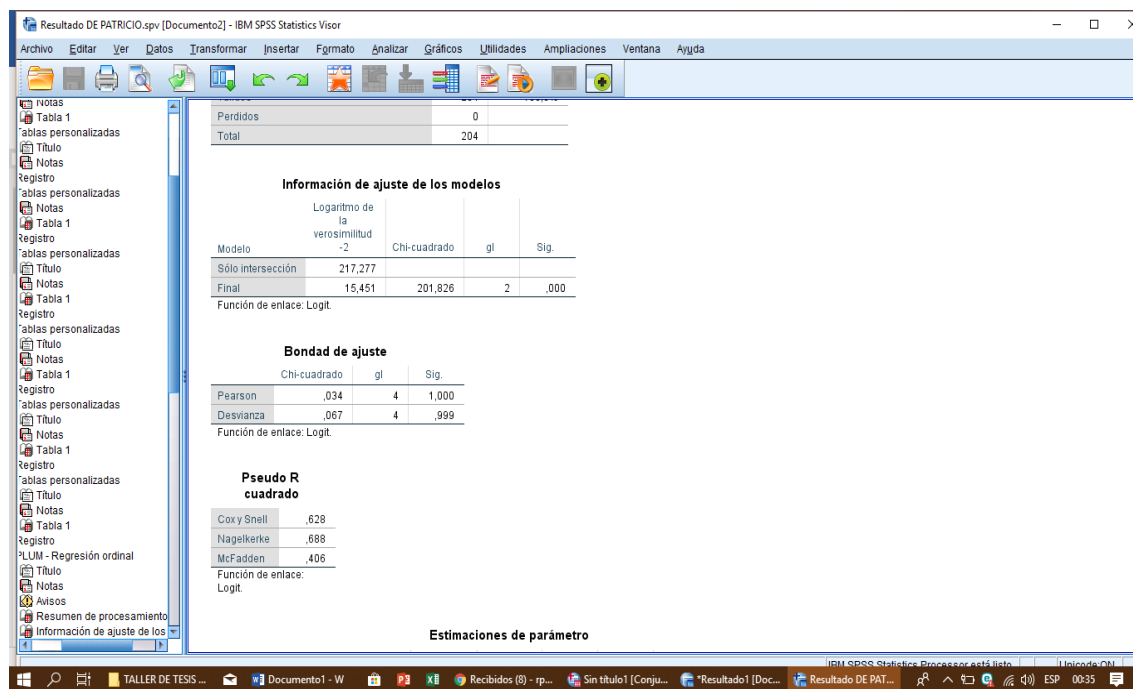 Resultado DE PATRICIO.spv [Documento2] - IBM SPSS Statistics Visor
Archivo Editar Ver Datos Transformar Insertar Formato Analizar Gráficos Utilidades Ampliaciones Ventana Ayuda
Notas
Tabla 1
Tablas personalizadas
Título
Notas
Registro
Tablas personalizadas
Notas
Tabla 1
Registro
Tablas personalizadas
Título
Notas
Tabla 1
Registro
Tablas personalizadas
Título
Notas
Tabla 1
Registro
Tablas personalizadas
Título
Notas
Tabla 1
Registro
Tablas personalizadas
Título
Notas
Tabla 1
Registro
PLUM - Regresión ordinal
Título
Notas
Avisos
Resumen de procesamiento
Información de ajuste de los
Perdidos 0
Total 204
Información de ajuste de los modelos
Modelo Logaritmo de la verosimilitud -2 Chi-cuadrado gl Sig.
Sólo intersección 217,277
Final 15,451 201,826 2 ,000
Función de enlace: Logit.
Bondad de ajuste
Chi-cuadrado gl Sig.
Pearson ,034 4 1,000
Desvianza ,067 4 ,999
Función de enlace: Logit.
Pseudo R
cuadrado
Cox y Snell ,628
Nagelkerke ,688
McFadden ,406
Función de enlace:
Logit.
Estimaciones de parámetro
IBM SPSS Statistics Processor está listo Unicode:ON
TALLER DE TESIS ... Documento1 - W Recibidos (8) - rp... Sin título1 [Conju... *Resultado1 [Doc... Resultado DE PAT... ESP 00:35